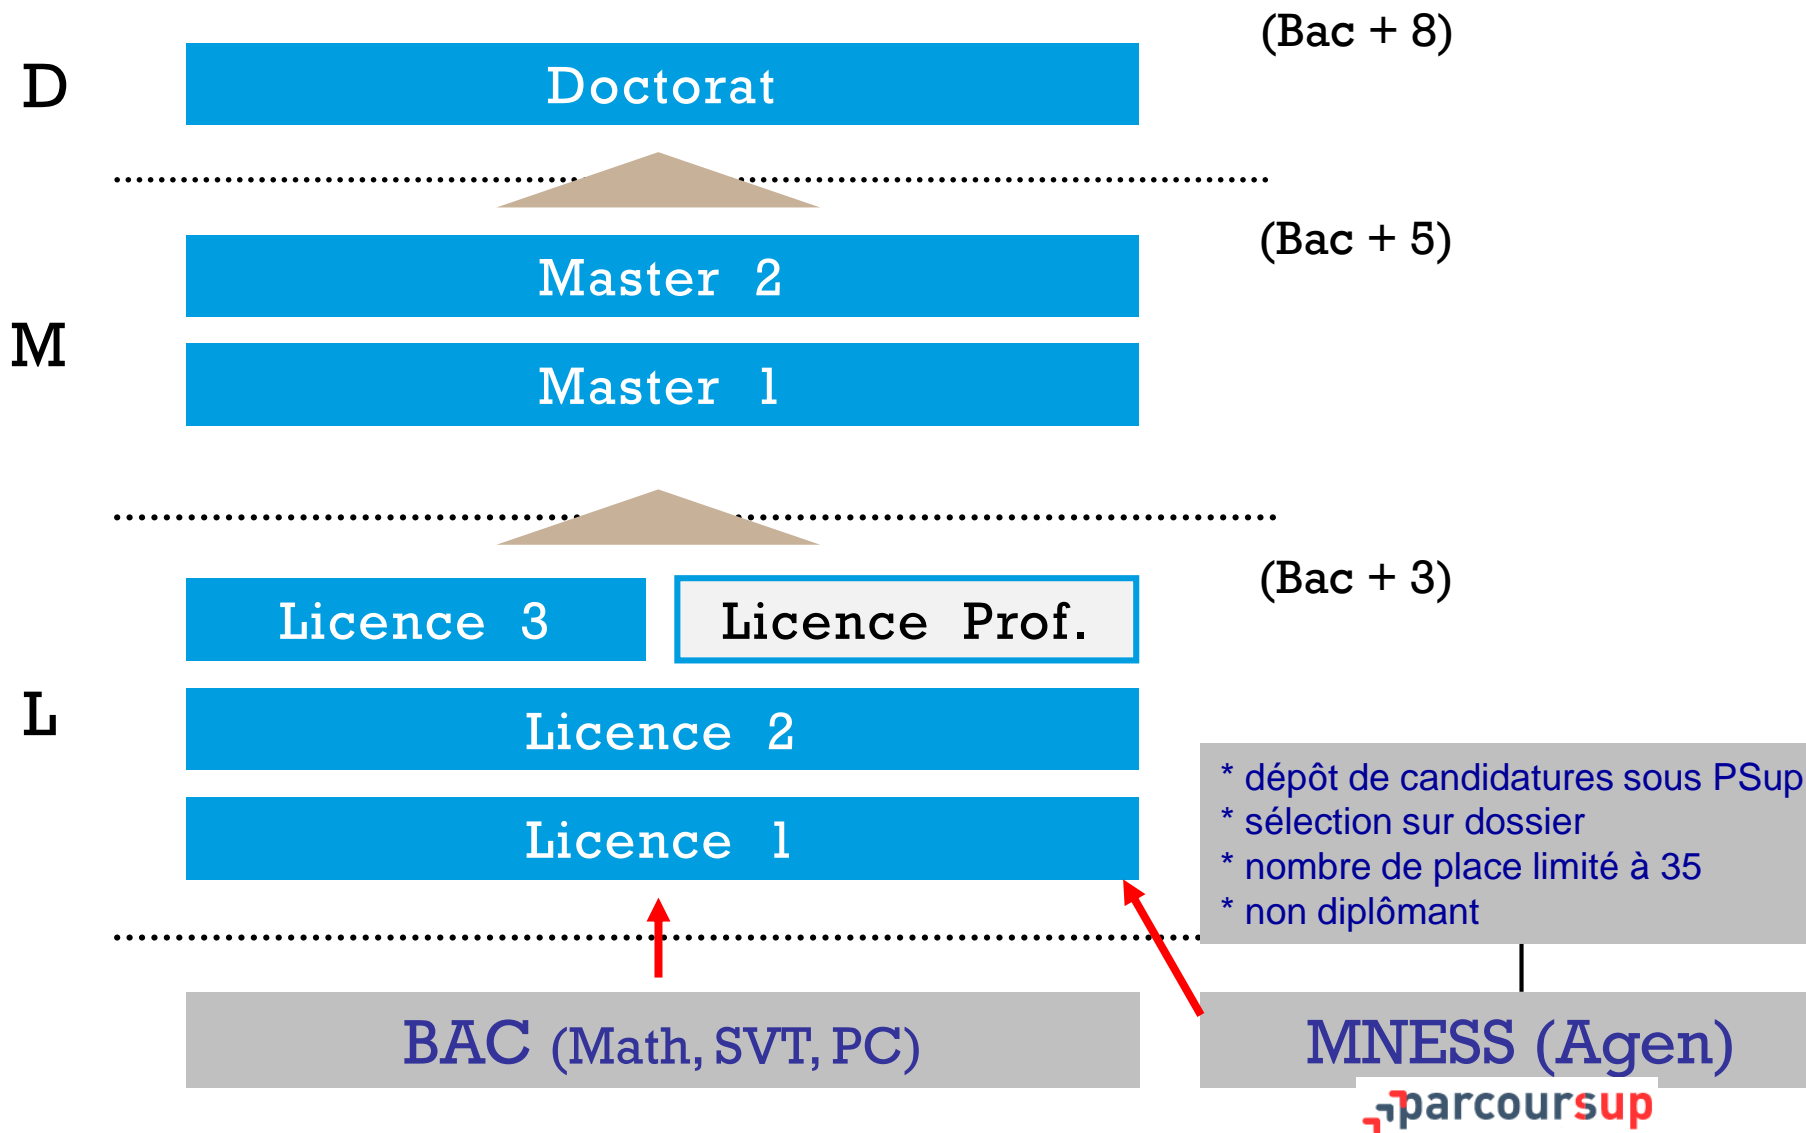 (Bac + 8)
D
Doctorat
(Bac + 5)
Master 2
M
Master 1
(Bac + 3)
Licence 3
Licence Prof.
L
Licence 2
Licence 1
* dépôt de candidatures sous PSup
* sélection sur dossier
* nombre de place limité à 35
* non diplômant
BAC (Math, SVT, PC)
MNESS (Agen)
parcoursup